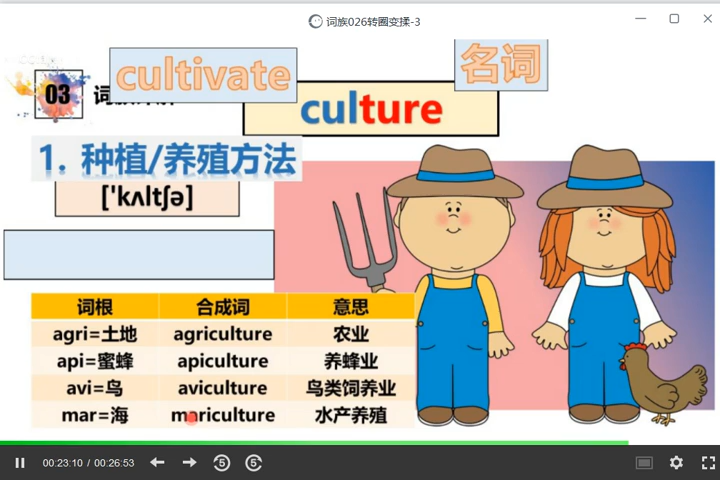 词族026转圈变揉-3
cultivate
名词
03
culture
1. 种植/养殖方法
['kʌltʃə]
词根 合成词 意思
agri=土地 agriculture 农业
api=蜜蜂 apiculture 养蜂业
avi=鸟 aviculture 鸟类饲养业
mar=海 mariculture 水产养殖
00:23:10 / 00:26:53
5 5